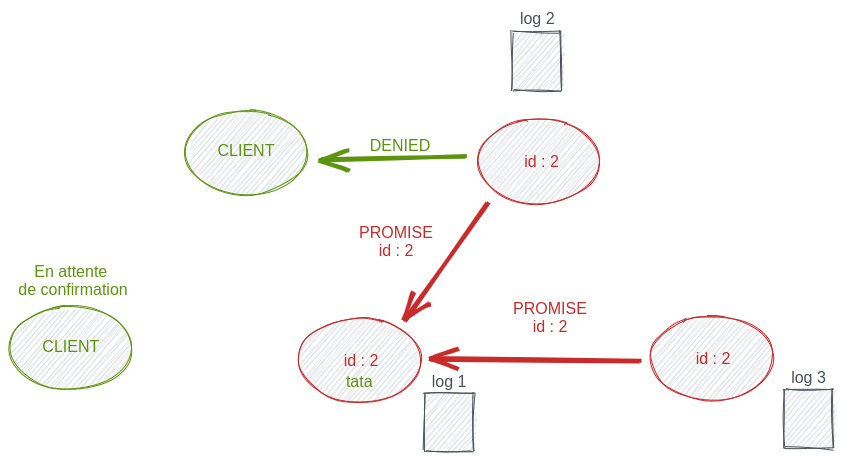 log 2
CLIENT
DENIED
id : 2
PROMISE
id : 2
En attente
de confirmation
CLIENT
PROMISE
id : 2
id : 2
tata
id : 2
log 1
log 3